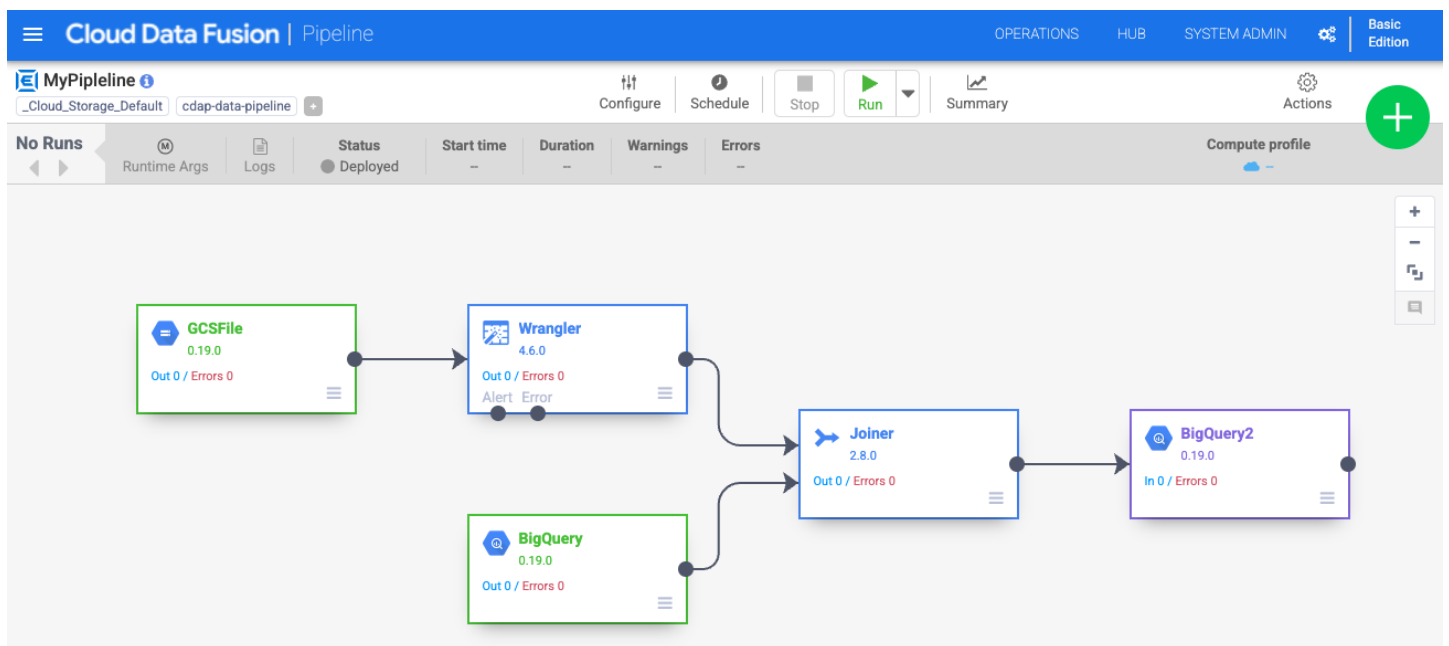 Cloud Data Fusion | Pipeline
OPERATIONS
HUB
SYSTEM ADMIN
Basic
Edition
MyPipleline
_Cloud_Storage_Default
cdap-data-pipeline
Configure
Schedule
Stop
Run
Summary
Actions
No Runs
Runtime Args
Logs
Status
Deployed
Start time
--
Duration
--
Warnings
--
Errors
--
Compute profile
--
GCSFile
0.19.0
Out 0 / Errors 0
Wrangler
4.6.0
Out 0 / Errors 0
Alert Error
Joiner
2.8.0
Out 0 / Errors 0
BigQuery2
0.19.0
In 0 / Errors 0
BigQuery
0.19.0
Out 0 / Errors 0